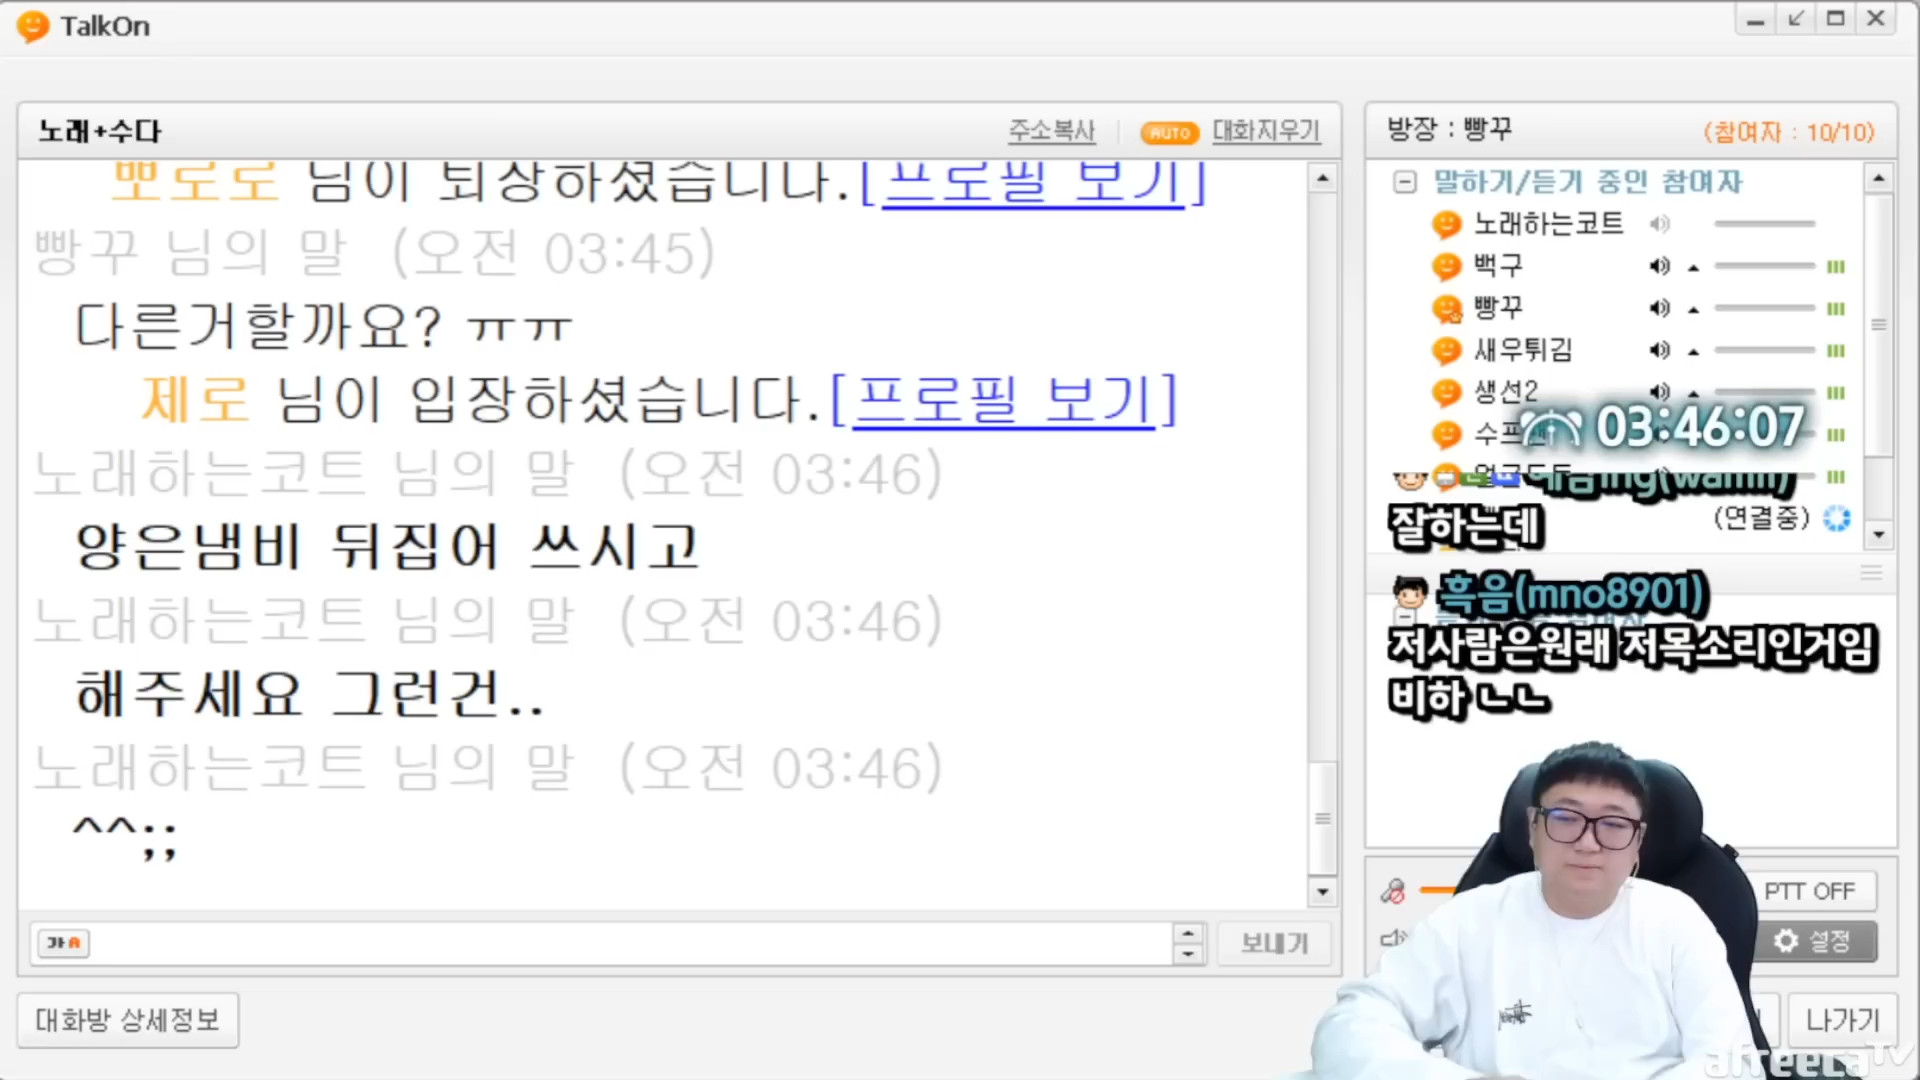 TalkOn
노래+수다
주소복사
AUTO
대화지우기
뽀로로 님이 퇴장하셨습니다.[프로필 보기]
빵꾸 님의 말 (오전 03:45)
다른거할까요? ㅠㅠ
제로 님이 입장하셨습니다.[프로필 보기]
노래하는코트 님의 말 (오전 03:46)
양은냄비 뒤집어 쓰시고
노래하는코트 님의 말 (오전 03:46)
해주세요 그런건..
노래하는코트 님의 말 (오전 03:46)
^^;;
가A
보내기
대화방 상세정보
방장 : 빵꾸
(참여자 : 10/10)
말하기/듣기 중인 참여자
노래하는코트
백구
빵꾸
새우튀김
생선2
03:46:07
(연결중)
잘하는데
흑음(mno8901)
저사람은원래 저목소리인거임
비하 ㄴㄴ
PTT OFF
설정
나가기
afreecaTV